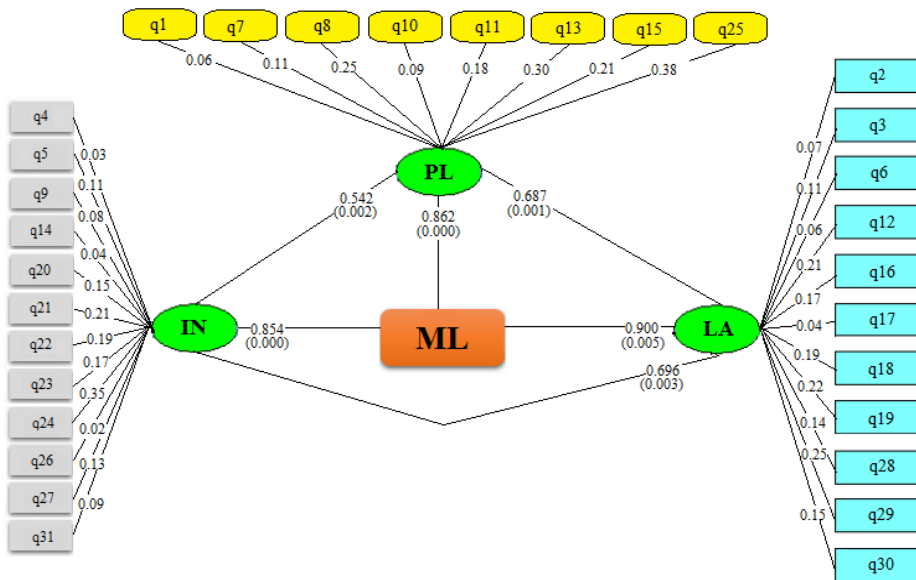 q1 q7 q8 q10 q11 q13 q15 q25
0.06 0.11 0.25 0.09 0.18 0.30 0.21 0.38
PL
q4
q5
q9
q14
q20
q21
q22
q23
q24
q26
q27
q31
0.03
0.11
0.08
0.04
0.15
0.21
0.19
0.17
0.35
0.02
0.13
0.09
IN
0.542
(0.002)
0.862
(0.000)
0.687
(0.001)
0.854
(0.000)
ML
0.900
(0.005)
0.696
(0.003)
LA
0.07
0.11
0.06
0.21
0.17
0.04
0.19
0.22
0.14
0.25
0.15
q2
q3
q6
q12
q16
q17
q18
q19
q28
q29
q30